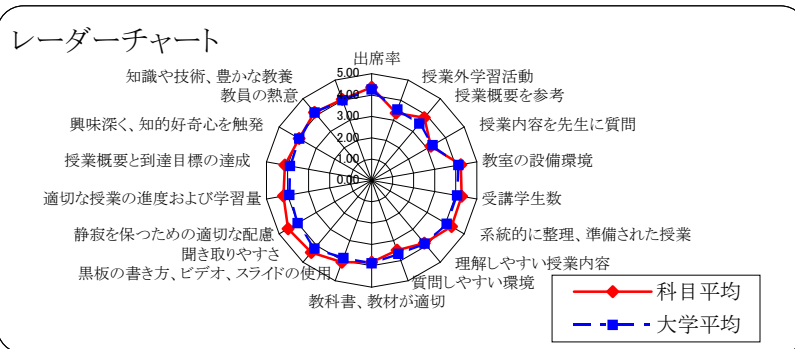 レーダーチャート
出席率
授業外学習活動
授業概要を参考
授業内容を先生に質問
教室の設備環境
受講学生数
系統的に整理、準備された授業
理解しやすい授業内容
質問しやすい環境
教科書、教材が適切
黒板の書き方、ビデオ、スライドの使用
聞き取りやすさ
静寂を保つための適切な配慮
適切な授業の進度および学習量
授業概要と到達目標の達成
興味深く、知的好奇心を触発
教員の熱意
知識や技術、豊かな教養
5.00
4.00
3.00
2.00
1.00
0.00
科目平均
大学平均